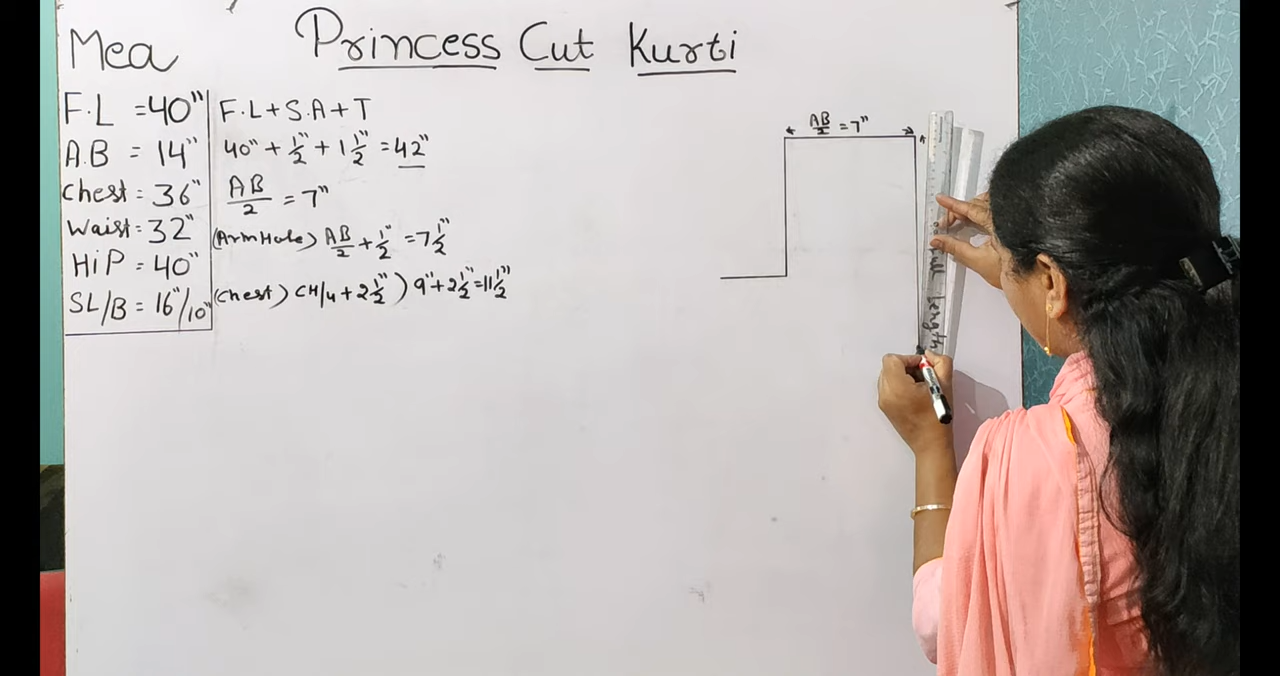 Princess Cut Kurti
Mea
F.L = 40"
A.B = 14"
Chest = 36"
Waist = 32"
HiP = 40"
SL/B = 16"/10"
F.L + S.A + T
40" + 1/2" + 1 1/2" = 42"
AB/2 = 7"
(ArmHole) AB/2 + 1/2" = 7 1/2"
(Chest) CH/4 + 2 1/2") 9" + 2 1/2" = 11 1/2"
AB/2 = 7"
full length